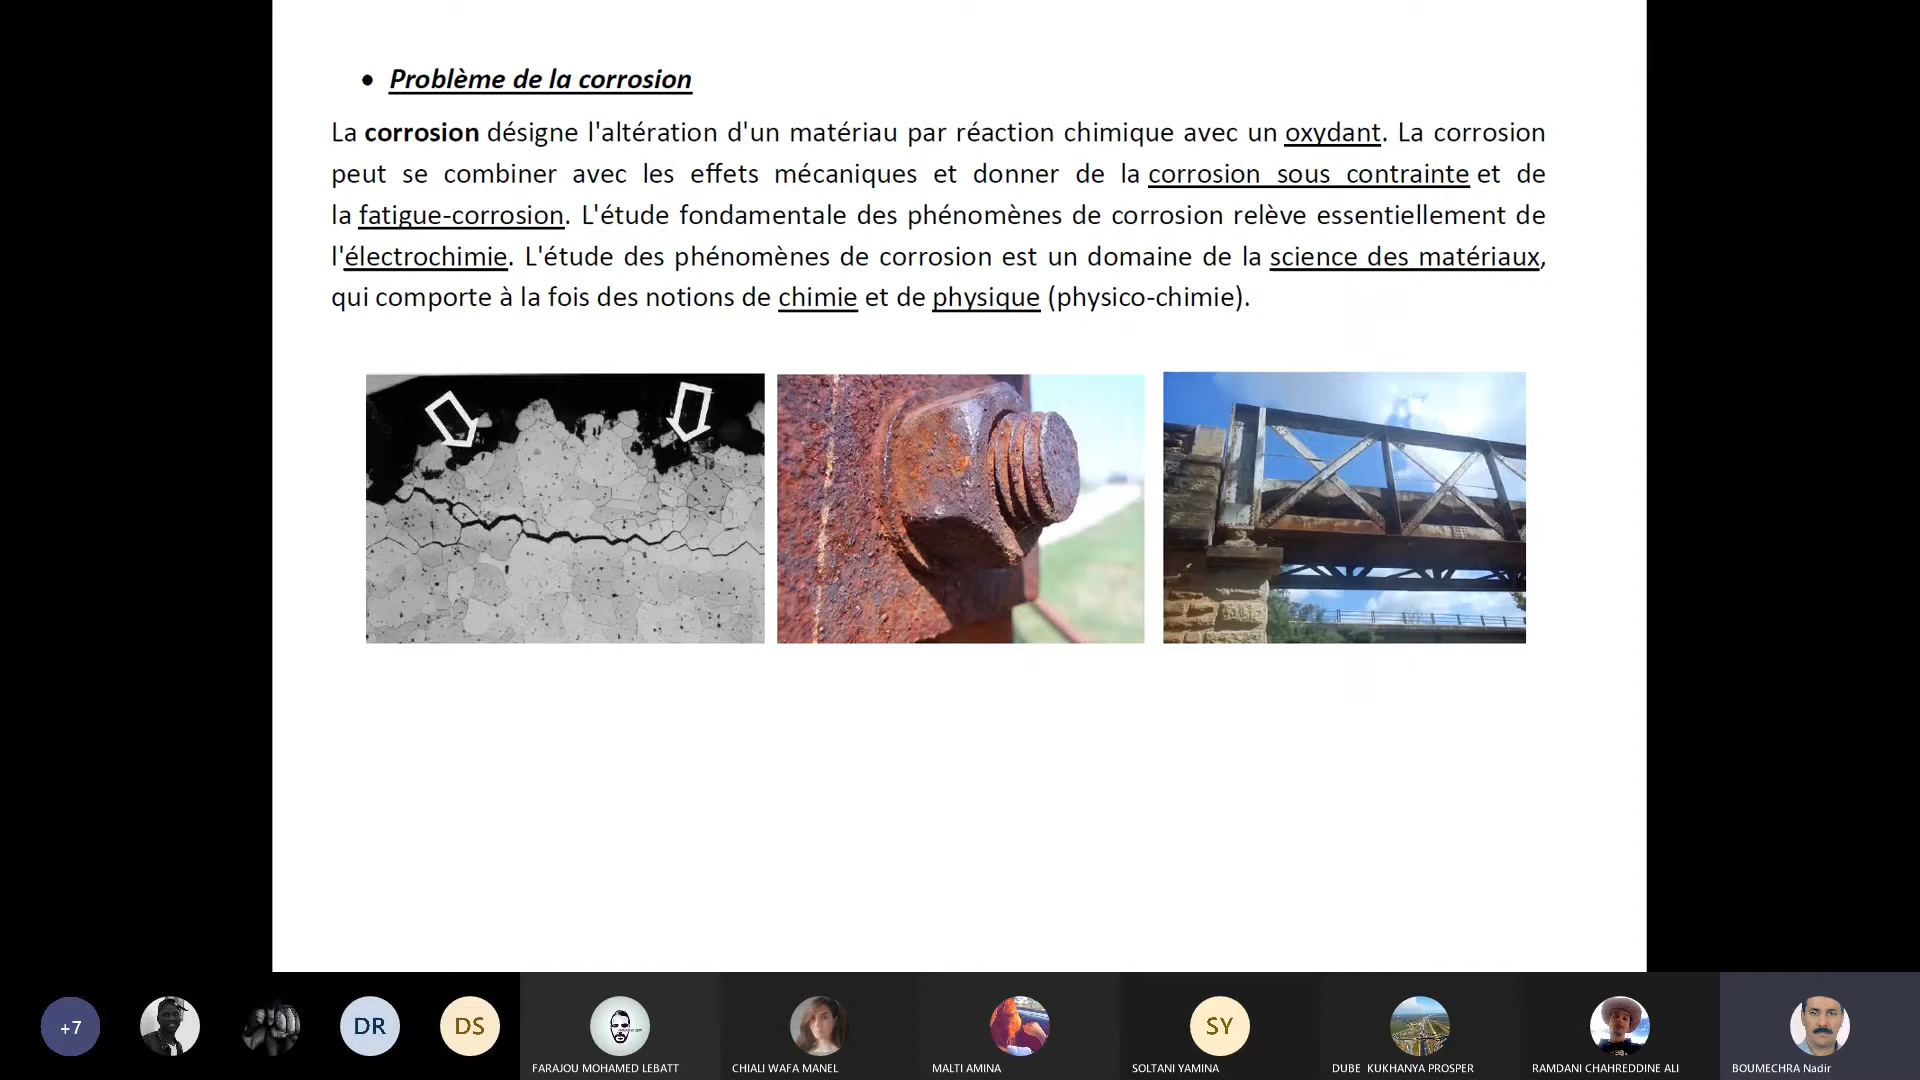 • Problème de la corrosion
La corrosion désigne l'altération d'un matériau par réaction chimique avec un oxydant. La corrosion
peut se combiner avec les effets mécaniques et donner de la corrosion sous contrainte et de
la fatigue-corrosion. L'étude fondamentale des phénomènes de corrosion relève essentiellement de
l'électrochimie. L'étude des phénomènes de corrosion est un domaine de la science des matériaux,
qui comporte à la fois des notions de chimie et de physique (physico-chimie).
+7
DR
DS
SY
FARAJOU MOHAMED LEBATT
CHIALI WAFA MANEL
MALTI AMINA
SOLTANI YAMINA
DUBE KUKHANYA PROSPER
RAMDANI CHAHREDDINE ALI
BOUMECHRA Nadir